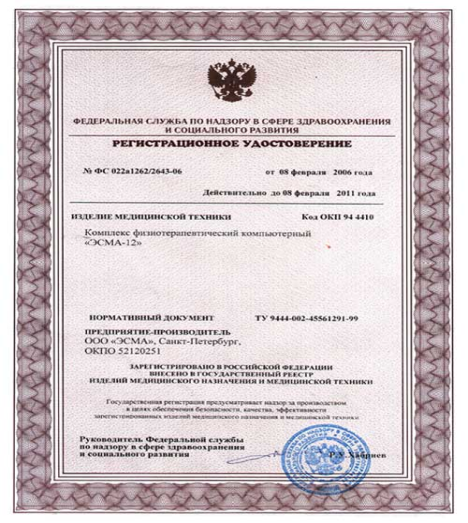 ФЕДЕРАЛЬНАЯ СЛУЖБА ПО НАДЗОРУ В СФЕРЕ ЗДРАВООХРАНЕНИЯ
И СОЦИАЛЬНОГО РАЗВИТИЯ
РЕГИСТРАЦИОННОЕ УДОСТОВЕРЕНИЕ
№ ФС 022а1262/2643-06 от 08 февраля 2006 года
Действительно до 08 февраля 2011 года
ИЗДЕЛИЕ МЕДИЦИНСКОЙ ТЕХНИКИ Код ОКП 94 4410
Комплекс физиотерапевтический компьютерный
«ЭСМА-12»
НОРМАТИВНЫЙ ДОКУМЕНТ ТУ 9444-002-45561291-99
ПРЕДПРИЯТИЕ-ПРОИЗВОДИТЕЛЬ
ООО «ЭСМА», Санкт-Петербург,
ОКПО 52120251
ЗАРЕГИСТРИРОВАНО В РОССИЙСКОЙ ФЕДЕРАЦИИ
ВНЕСЕНО В ГОСУДАРСТВЕННЫЙ РЕЕСТР
ИЗДЕЛИЙ МЕДИЦИНСКОГО НАЗНАЧЕНИЯ И МЕДИЦИНСКОЙ ТЕХНИКИ
Государственная регистрация предусматривает надзор за производством
в целях обеспечения безопасности, качества, эффективности
зарегистрированных изделий медицинского назначения и медицинской техники
Руководитель Федеральной службы
по надзору в сфере здравоохранения
и социального развития Р.У.Хабриев